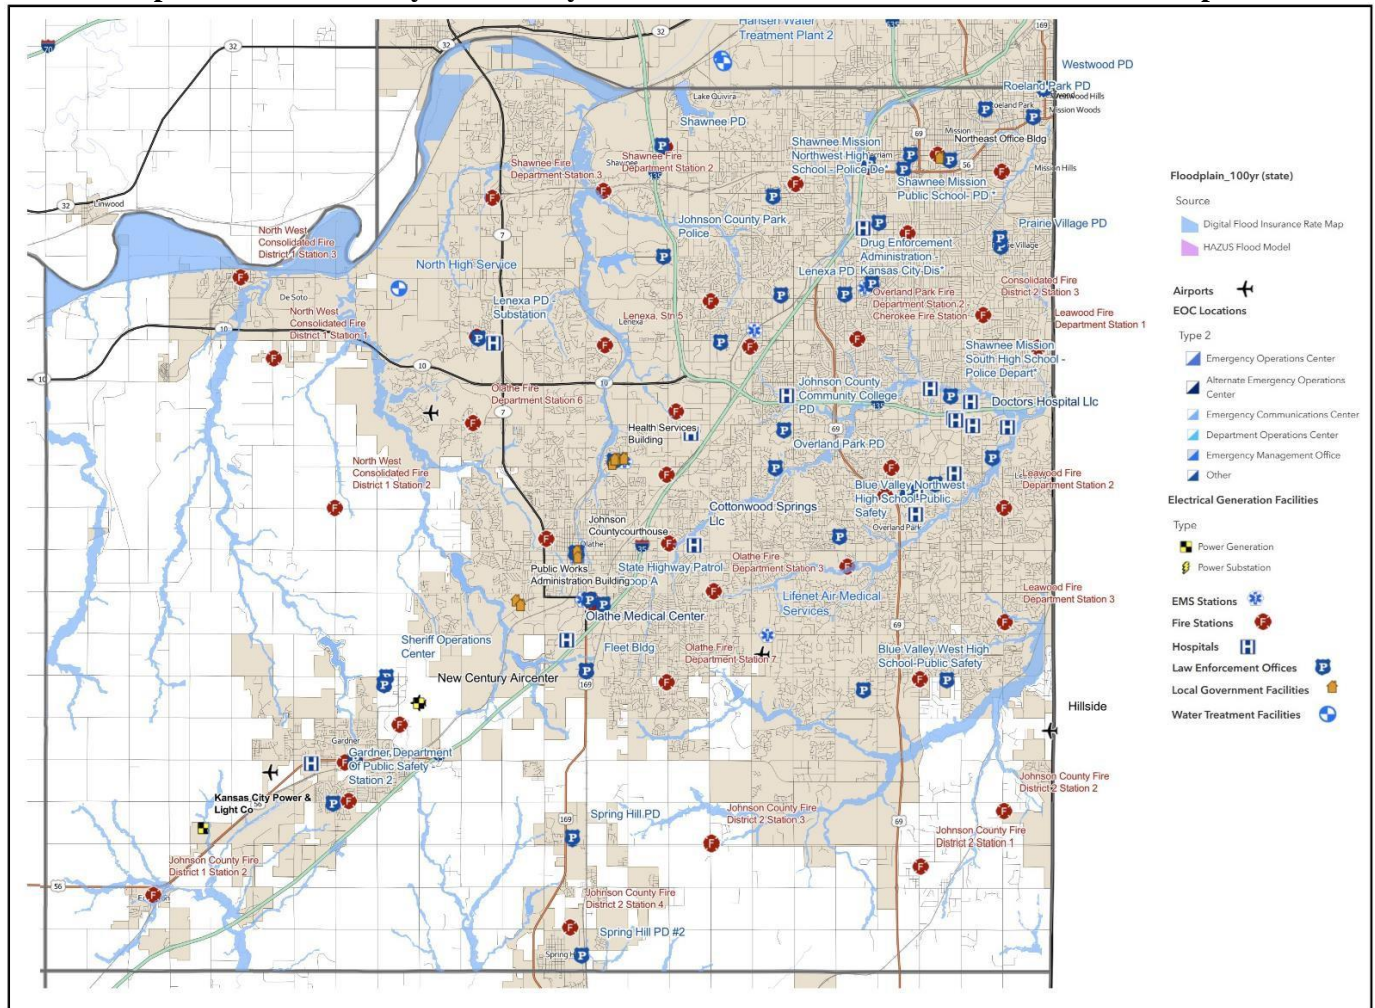 Hansen Water
Treatment Plant 2
Westwood PD
Roeland Park PD
Roeland Park
Mission Woods
Lake Quivira
Shawnee PD
Mission
Northeast Office Bldg
Shawnee Mission
Northwest High
School - Police De*
Shawnee Fire
Department Station 3
Shawnee
Shawnee Fire
Department Station 2
Mission Hills
Shawnee Mission
Public School- PD *
Linwood
Johnson County Park
Police
Prairie Village PD
North West
Consolidated Fire
District 1 Station 3
Drug Enforcement
Administration -
Kansas City Dis*
North High Service
Lenexa PD
De Soto
Lenexa PD -
Substation
Consolidated Fire
District 2 Station 3
Overland Park Fire
Department Station 2 -
Cherokee Fire Station
North West
Consolidated Fire
District 1 Station 1
Lenexa, Stn 5
Lenexa
Leawood Fire
Department Station 1
Shawnee Mission
South High School -
Police Depart*
Johnson County
Community College
PD
Olathe Fire
Department Station 6
Doctors Hospital Llc
Health Services
Building
Overland Park PD
North West
Consolidated Fire
District 1 Station 2
Leawood Fire
Department Station 2
Blue Valley Northwest
High School-Public
Safety
Overland Park
Cottonwood Springs
Llc
Johnson
Countycourthouse
Olathe
Public Works
Administration Building
State Highway Patrol
oop A
Olathe Fire
Department Station 3
Lifenet Air Medical
Services
Leawood Fire
Department Station 3
Olathe Medical Center
Sheriff Operations
Center
Fleet Bldg
Olathe Fire
Department Station 7
Blue Valley West High
School-Public Safety
New Century Aircenter
Hillside
Gardner
Gardner Department
Of Public Safety -
Station 2
Kansas City Power &
Light Co
Johnson County Fire
District 2 Station 2
Spring Hill PD
Johnson County Fire
District 2 Station 3
Johnson County Fire
District 2 Station 1
Johnson County Fire
District 1 Station 2
Johnson County Fire
District 2 Station 4
Spring Hill PD #2
Floodplain_100yr (state)
Source
Digital Flood Insurance Rate Map
HAZUS Flood Model
Airports
EOC Locations
Type 2
Emergency Operations Center
Alternate Emergency Operations
Center
Emergency Communications Center
Department Operations Center
Emergency Management Office
Other
Electrical Generation Facilities
Type
Power Generation
Power Substation
EMS Stations
Fire Stations
Hospitals
Law Enforcement Offices
Local Government Facilities
Water Treatment Facilities